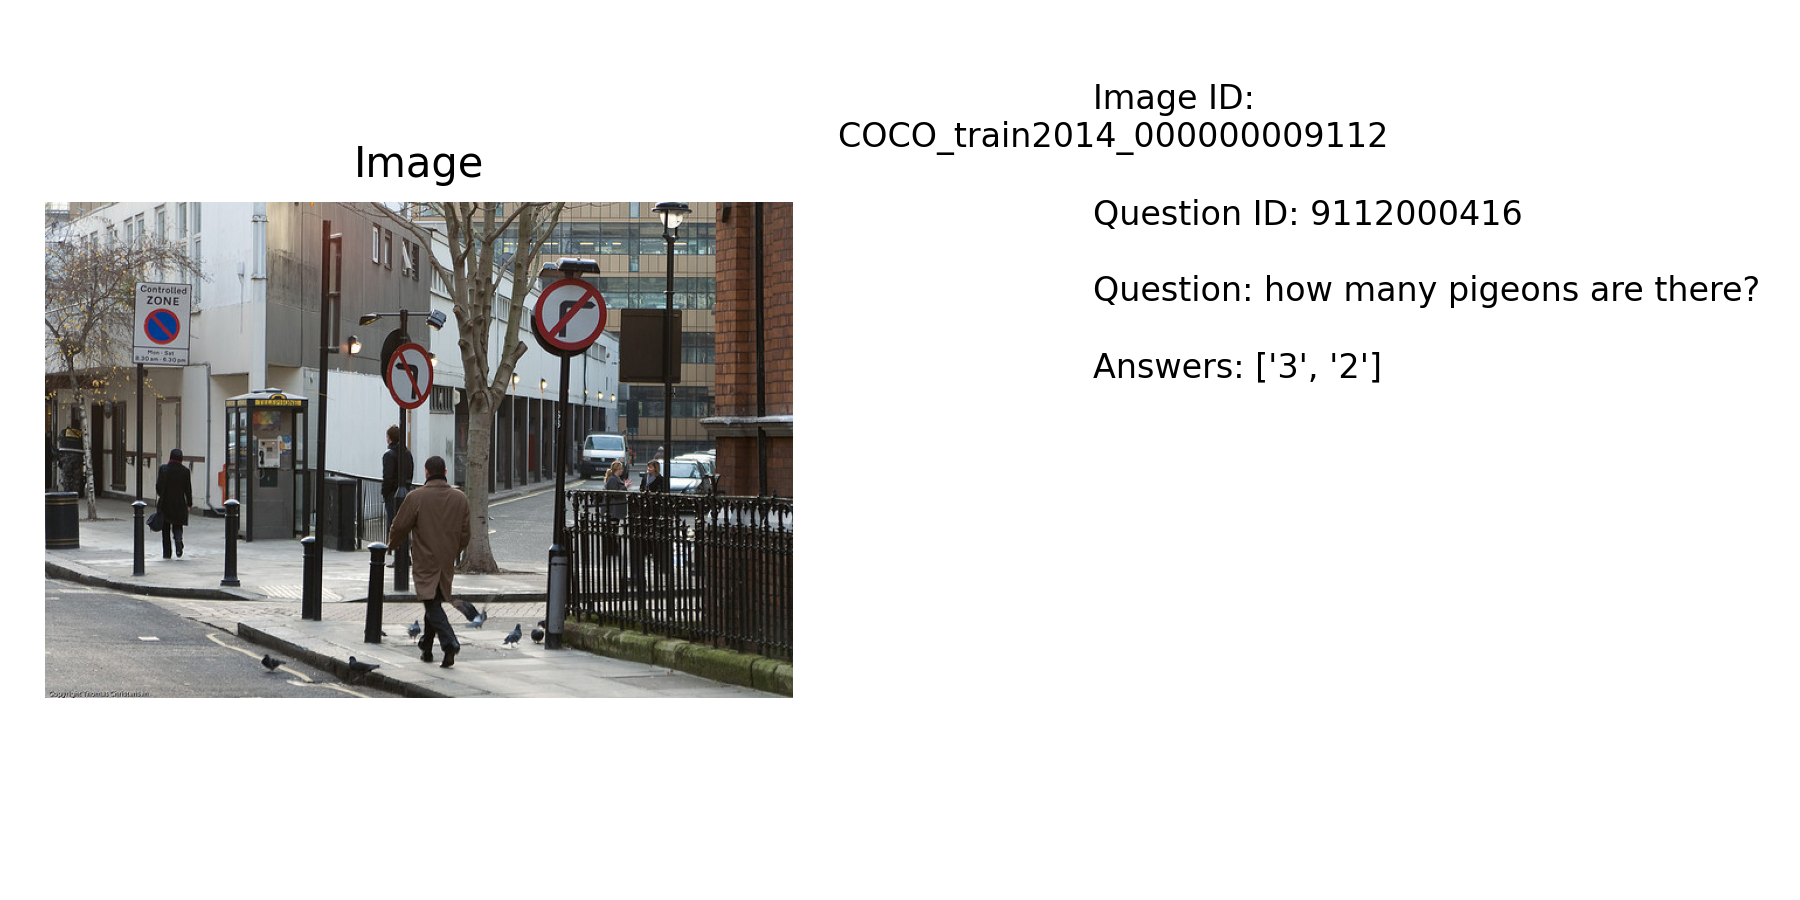 Image
Controlled
ZONE
Mon - Sat
8.30 am - 6.30 pm
TELEPHONE
Copyright Thomas Christensen
Image ID:
COCO_train2014_000000009112
Question ID: 9112000416
Question: how many pigeons are there?
Answers: ['3', '2']